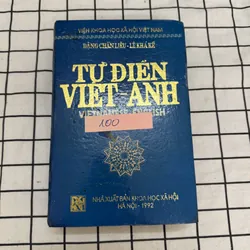 VIỆN KHOA HỌC XÃ HỘI VIỆT NAM
ĐẶNG CHẤN LIÊU - LÊ KHẢ KẾ
TỪ ĐIỂN
VIỆT-ANH
VIETNAMESE-ENGLISH
100
NHÀ XUẤT BẢN KHOA HỌC XÃ HỘI
HÀ NỘI - 1992